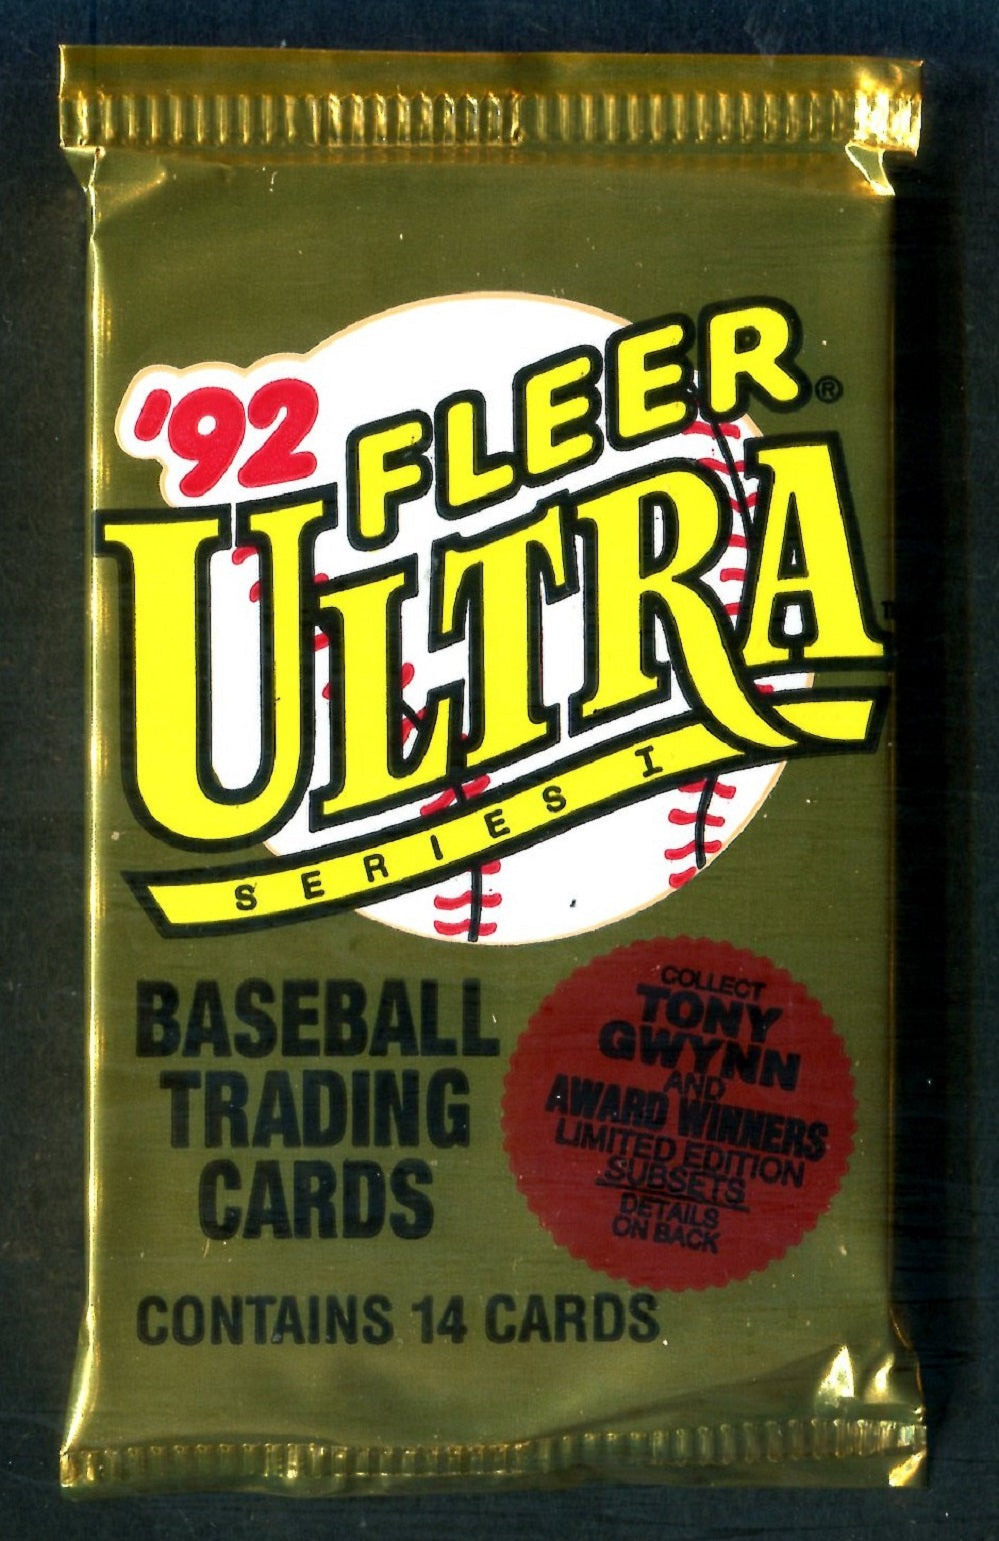 '92
FLEER®
ULTRA
SERIES I
BASEBALL
TRADING
CARDS
CONTAINS 14 CARDS
COLLECT
TONY
GWYNN
AND
AWARD WINNERS
LIMITED EDITION
SUBSETS
DETAILS
ON BACK